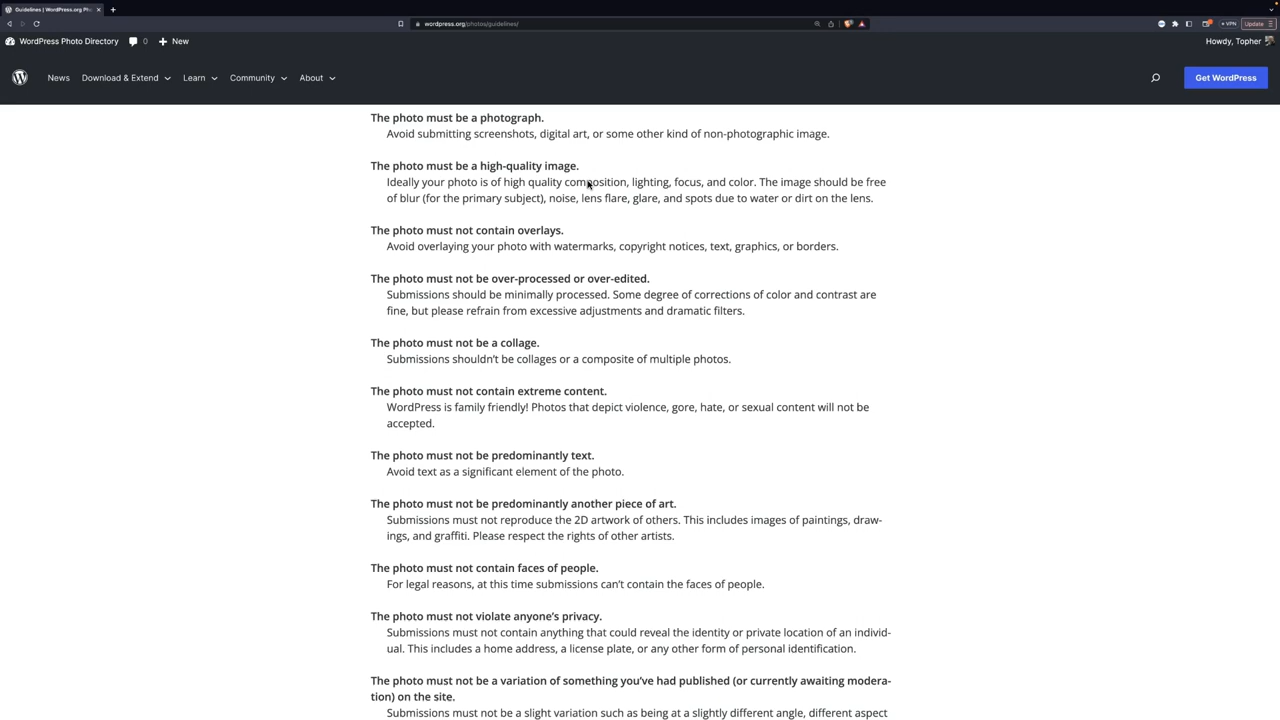 Guidelines | WordPress.org Pho
wordpress.org/photos/guidelines/
VPN
Update
WordPress Photo Directory
0
New
Howdy, Topher
News
Download & Extend
Learn
Community
About
Get WordPress
The photo must be a photograph.
Avoid submitting screenshots, digital art, or some other kind of non-photographic image.
The photo must be a high-quality image.
Ideally your photo is of high quality composition, lighting, focus, and color. The image should be free
of blur (for the primary subject), noise, lens flare, glare, and spots due to water or dirt on the lens.
The photo must not contain overlays.
Avoid overlaying your photo with watermarks, copyright notices, text, graphics, or borders.
The photo must not be over-processed or over-edited.
Submissions should be minimally processed. Some degree of corrections of color and contrast are
fine, but please refrain from excessive adjustments and dramatic filters.
The photo must not be a collage.
Submissions shouldn’t be collages or a composite of multiple photos.
The photo must not contain extreme content.
WordPress is family friendly! Photos that depict violence, gore, hate, or sexual content will not be
accepted.
The photo must not be predominantly text.
Avoid text as a significant element of the photo.
The photo must not be predominantly another piece of art.
Submissions must not reproduce the 2D artwork of others. This includes images of paintings, draw-
ings, and graffiti. Please respect the rights of other artists.
The photo must not contain faces of people.
For legal reasons, at this time submissions can’t contain the faces of people.
The photo must not violate anyone’s privacy.
Submissions must not contain anything that could reveal the identity or private location of an individ-
ual. This includes a home address, a license plate, or any other form of personal identification.
The photo must not be a variation of something you’ve had published (or currently awaiting modera-
tion) on the site.
Submissions must not be a slight variation such as being at a slightly different angle, different aspect